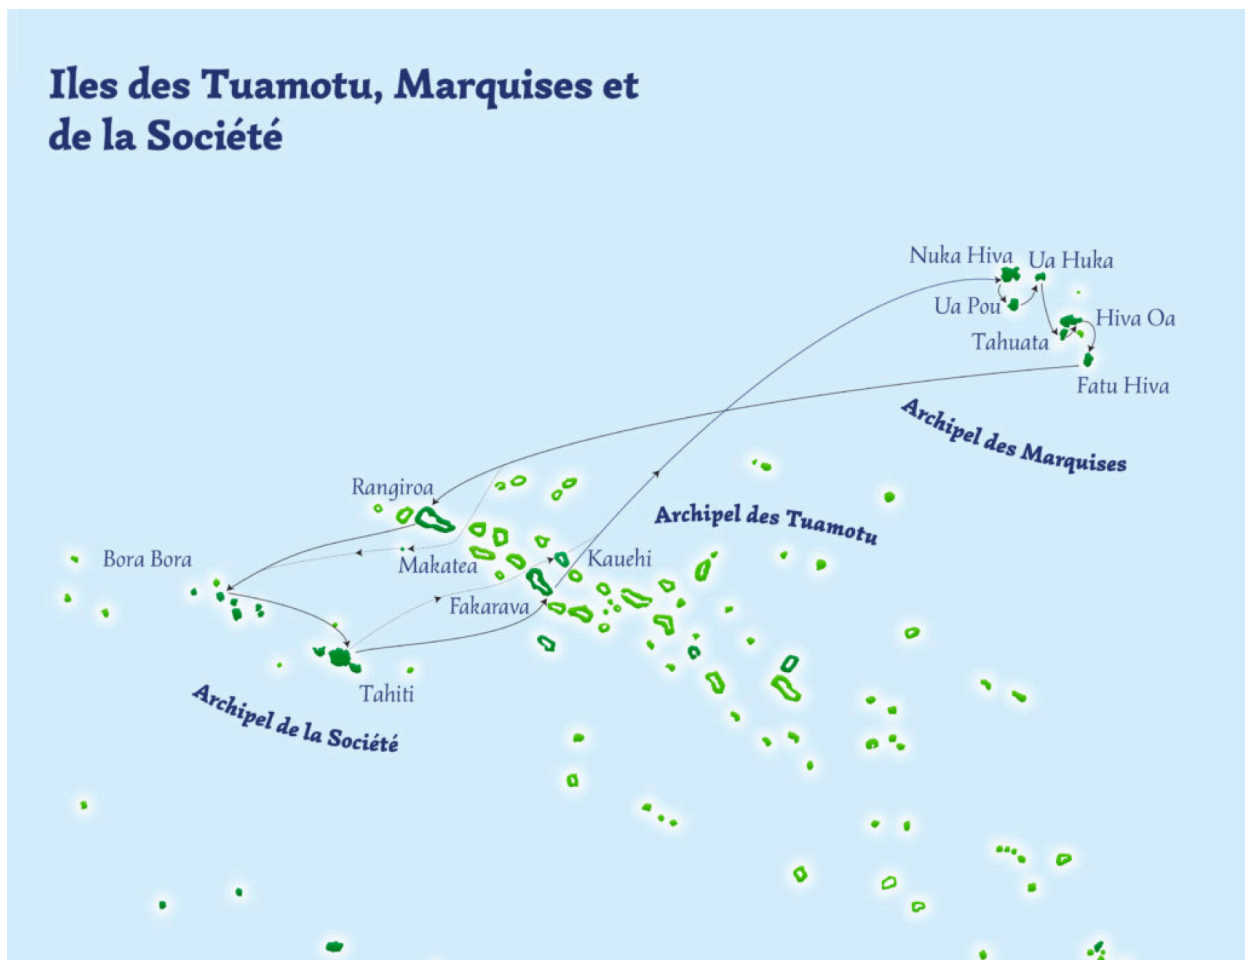 Iles des Tuamotu, Marquises et
de la Société
Nuka Hiva
Ua Huka
Ua Pou
Hiva Oa
Tahuata
Fatu Hiva
Archipel des Marquises
Rangiroa
Archipel des Tuamotu
Bora Bora
Makatea
Kauehi
Fakarava
Tahiti
Archipel de la Société